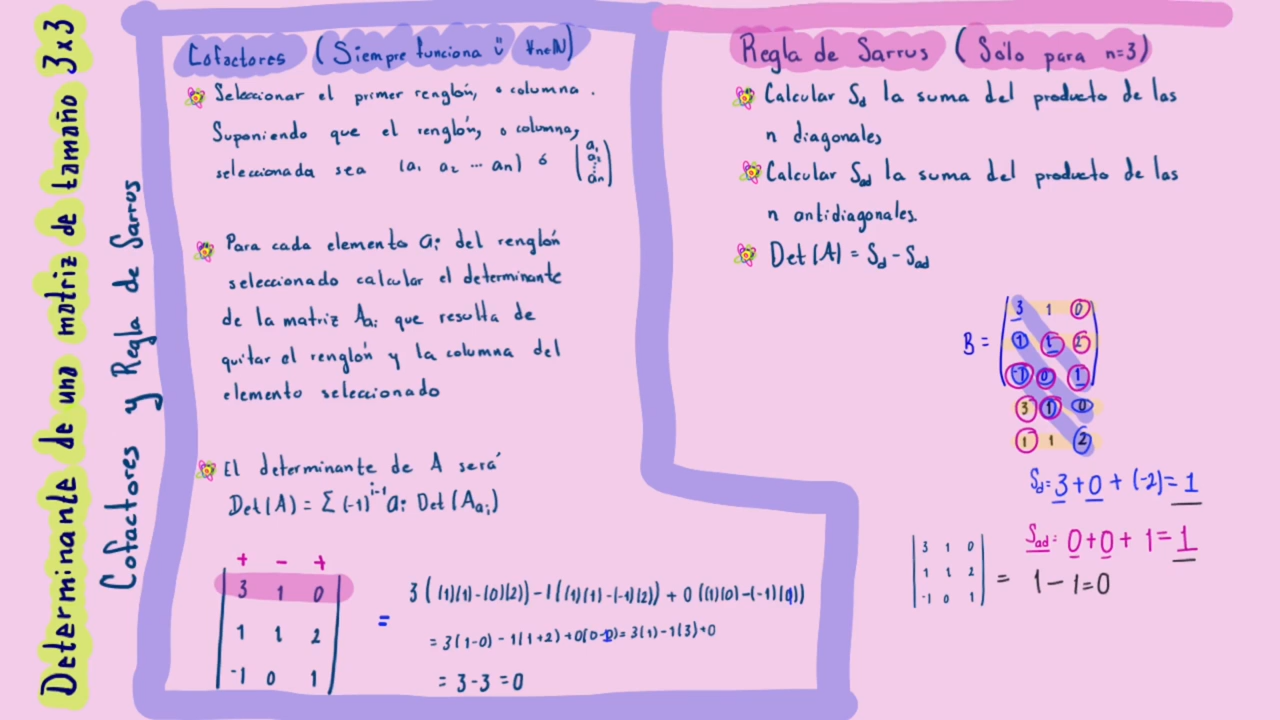 Determinante de una matriz de tamaño 3x3
Cofactores y Regla de Sarrus
Cofactores (Siempre funciona ü ∀n∈ℕ)
Seleccionar el primer renglón, o columna.
Suponiendo que el renglón, o columna,
seleccionada sea (a₁ a₂ ... aₙ) ó (a₁ a₂ ⋮ aₙ)
Para cada elemento aᵢ del renglón
seleccionado calcular el determinante
de la matriz Aaᵢ que resulta de
quitar el renglón y la columna del
elemento seleccionado
El determinante de A será
Det(A) = Σ (-1)^{i-1} aᵢ Det(Aaᵢ)
+ - +
3 1 0
1 1 2
-1 0 1
= 3((1)(1)-(0)(2))-1((1)(1)-(-1)(2))+0((1)(0)-(-1)(1))
= 3(1-0)-1(1+2)+0(0-1)= 3(1)-1(3)+0
= 3-3=0
Regla de Sarrus (Sólo para n=3)
Calcular Sd la suma del producto de las
n diagonales
Calcular Sad la suma del producto de las
n antidiagonales.
Det(A) = Sd - Sad
B =
3 1 0
1 1 2
-1 0 1
3 1 0
1 1 2
Sd: 3+0+(-2)=1
Sad: 0+0+1=1
3 1 0
1 1 2
-1 0 1
= 1-1=0